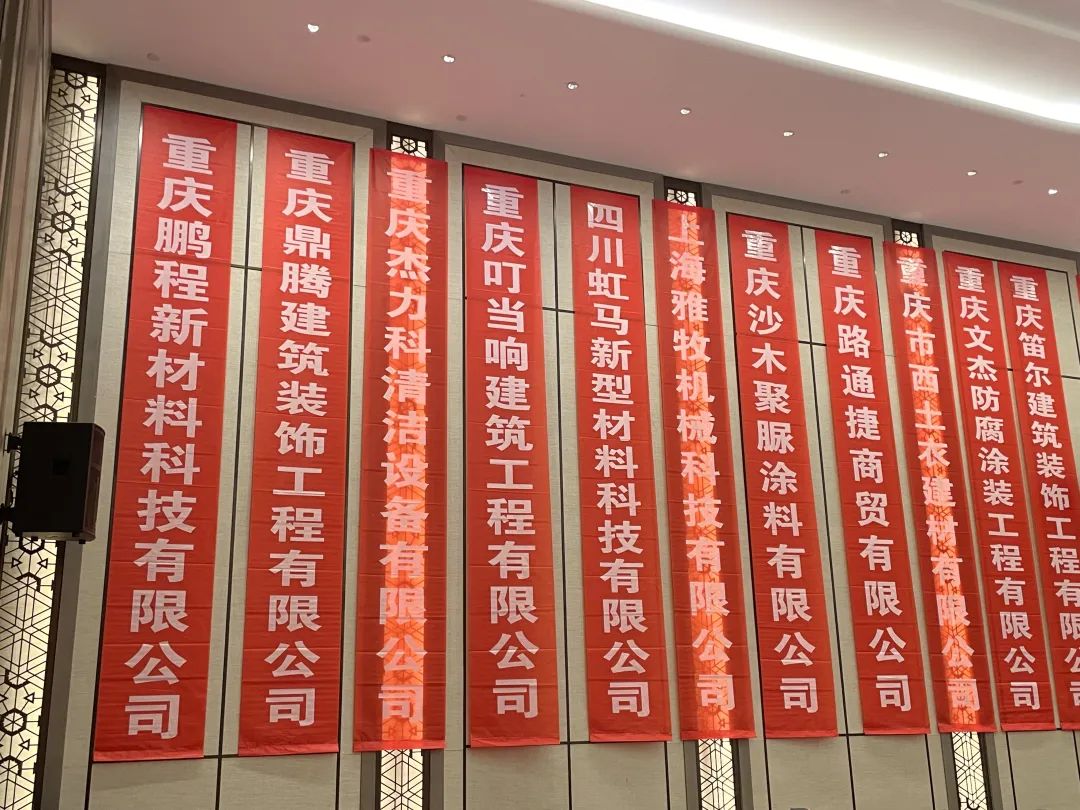 重庆鹏程新材料科技有限公司
重庆鼎腾建筑装饰工程有限公司
重庆杰力科清洁设备有限公司
重庆叮当响建筑工程有限公司
四川虹马新型材料科技有限公司
上海雅牧机械科技有限公司
重庆沙木聚脲涂料有限公司
重庆路通捷商贸有限公司
重庆市西土衣建材有限公司
重庆文杰防腐涂装工程有限公司
重庆笛尔建筑装饰工程有限公司